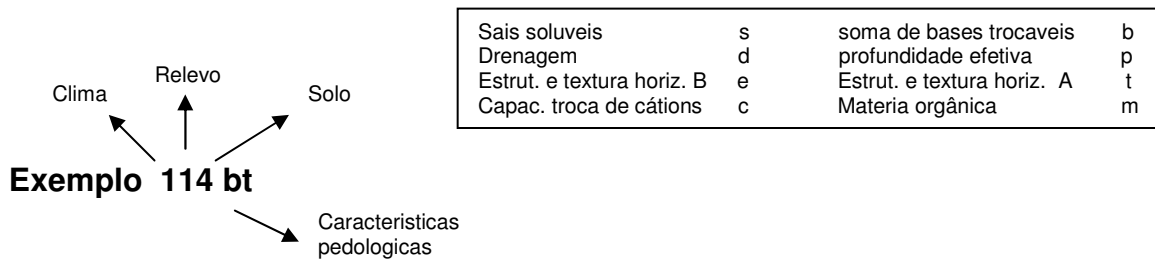 Sais soluveis s soma de bases trocaveis b
Drenagem d profundidade efetiva p
Estrut. e textura horiz. B e Estrut. e textura horiz. A t
Capac. troca de cátions c Materia orgânica m
Relevo
Clima
Solo
Exemplo 114 bt
Caracteristicas
pedologicas